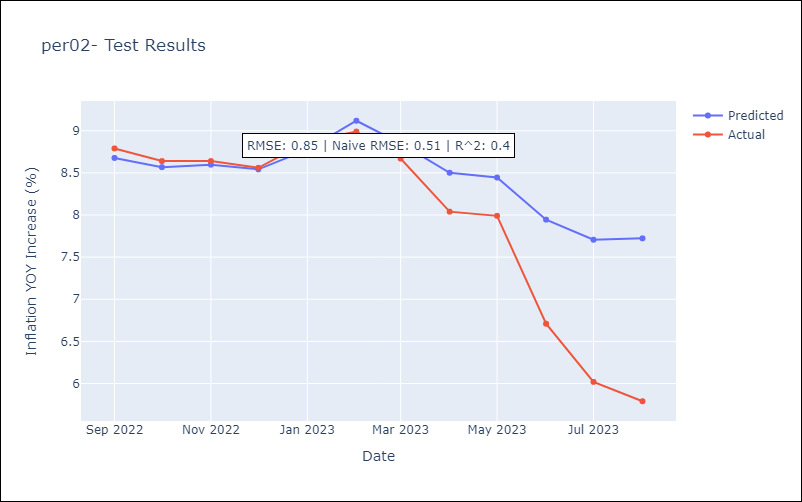 per02- Test Results
Predicted
Actual
RMSE: 0.85 | Naive RMSE: 0.51 | R^2: 0.4
Inflation YOY Increase (%)
9
8.5
8
7.5
7
6.5
6
Sep 2022 Nov 2022 Jan 2023 Mar 2023 May 2023 Jul 2023
Date